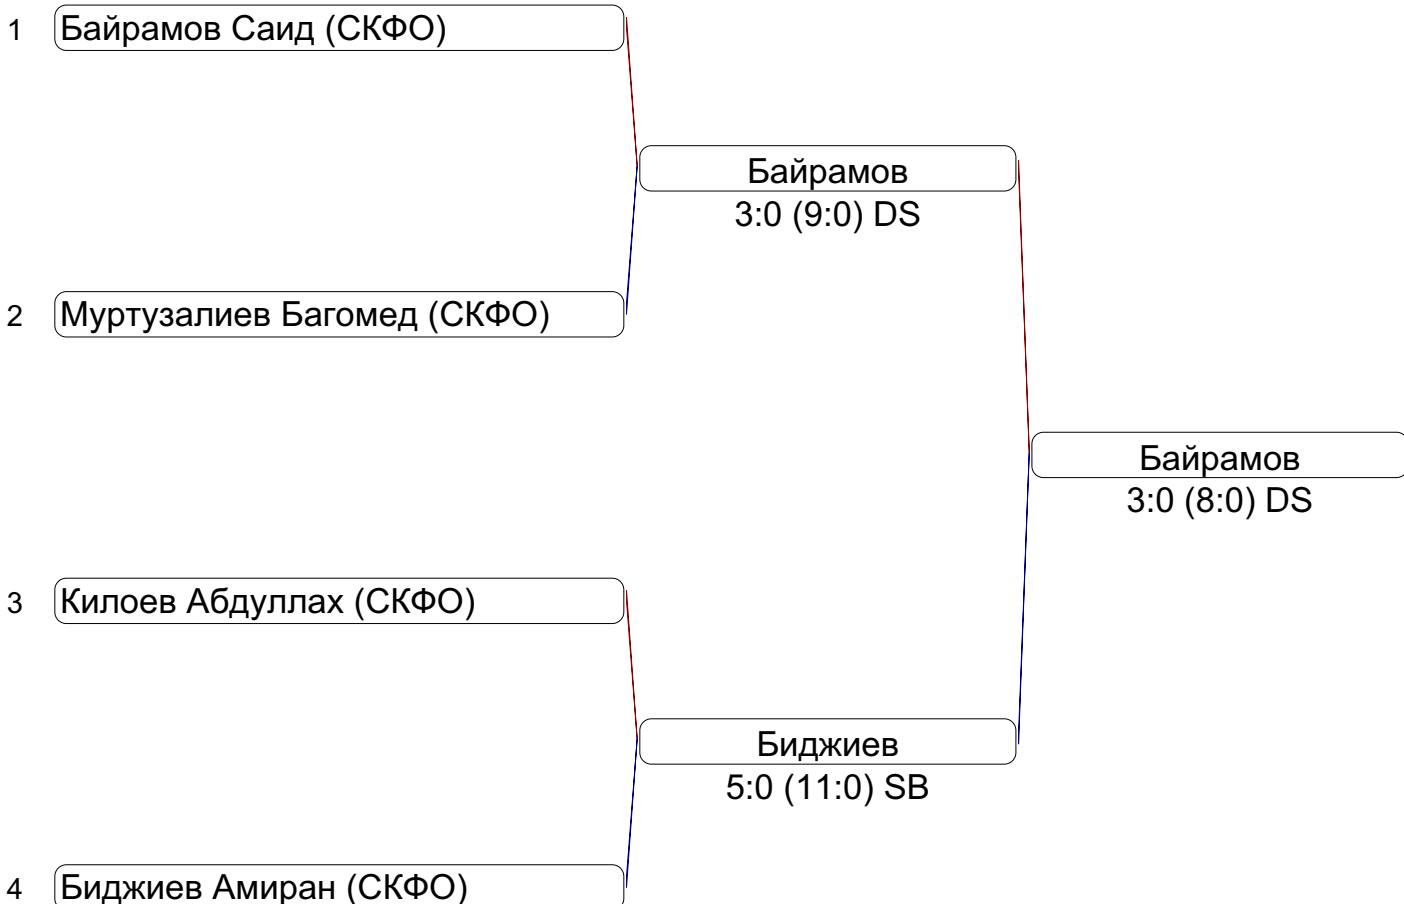 1 Байрамов Саид (СКФО)
Байрамов
3:0 (9:0) DS
2 Муртузалиев Багомед (СКФО)
Байрамов
3:0 (8:0) DS
3 Килоев Абдуллах (СКФО)
Биджиев
5:0 (11:0) SB
4 Биджиев Амиран (СКФО)